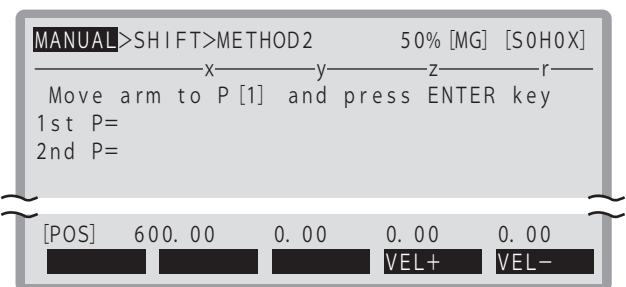 MANUAL>SHIFT>METHOD2 50% [MG] [S0H0X]
x y z r
Move arm to P[1] and press ENTER key
1st P=
2nd P=
[POS] 600.00 0.00 0.00 0.00
VEL+ VEL-